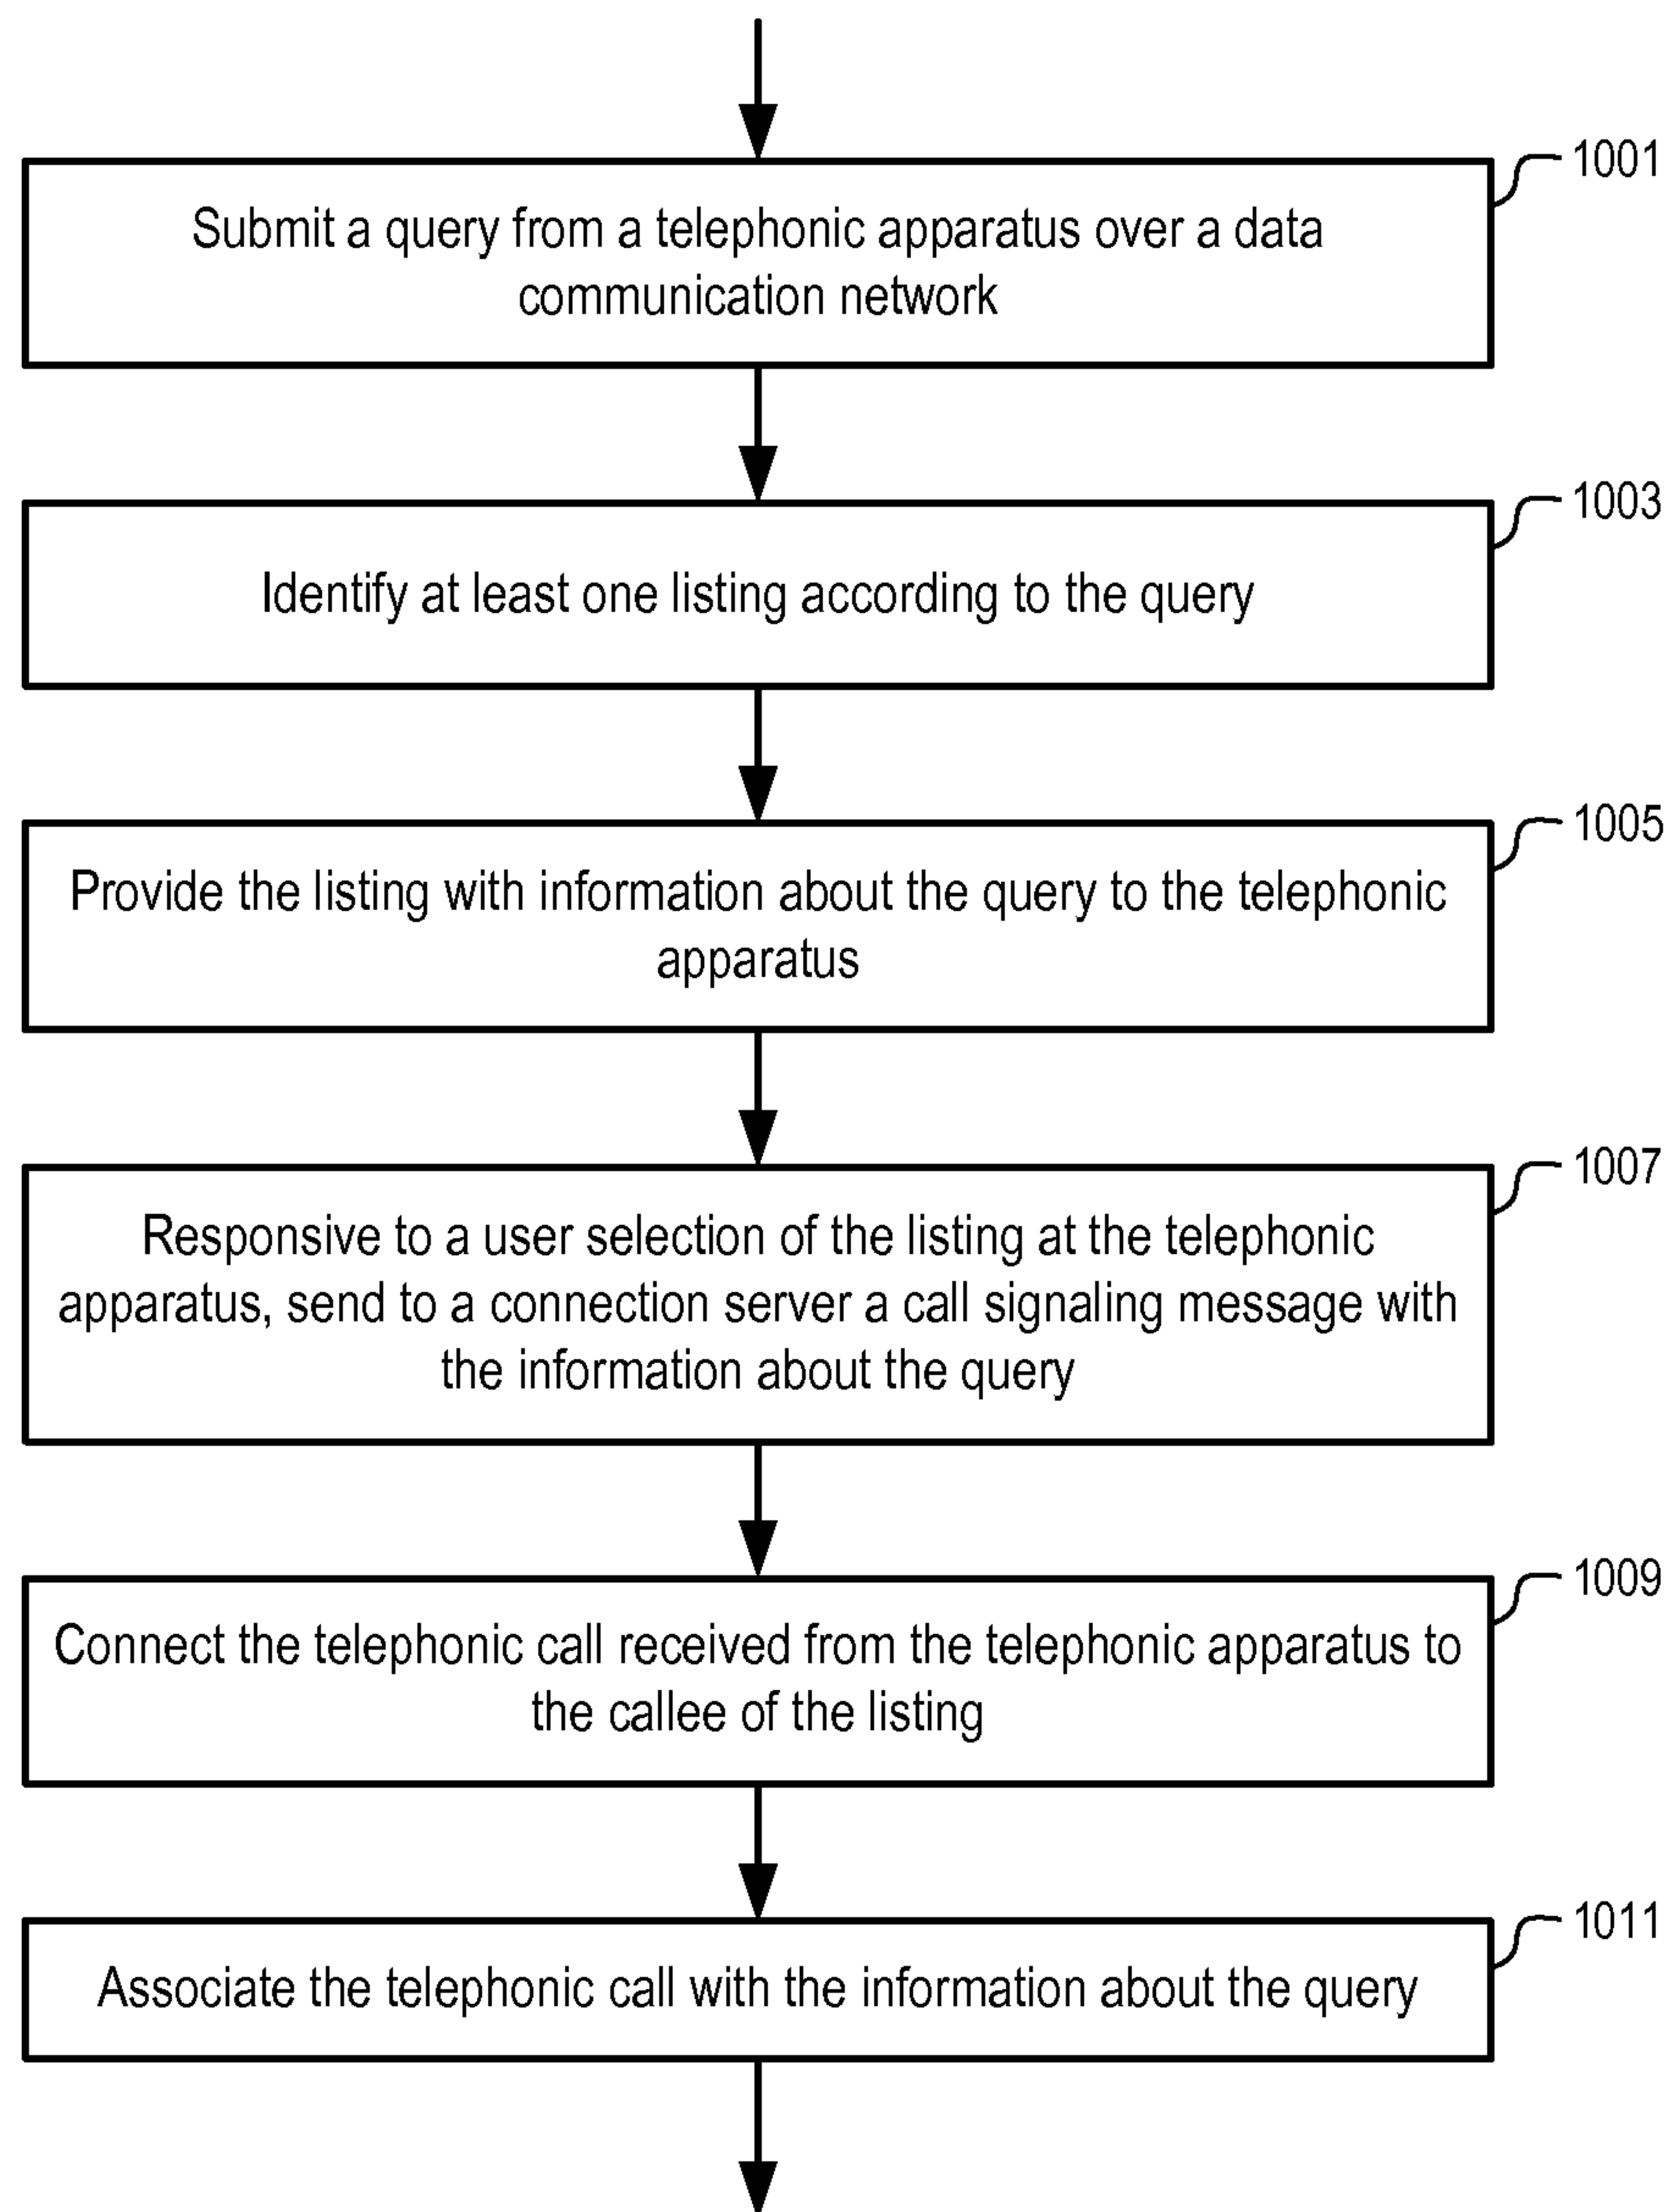 1001
Submit a query from a telephonic apparatus over a data
communication network
1003
Identify at least one listing according to the query
1005
Provide the listing with information about the query to the telephonic
apparatus
1007
Responsive to a user selection of the listing at the telephonic
apparatus, send to a connection server a call signaling message with
the information about the query
1009
Connect the telephonic call received from the telephonic apparatus to
the callee of the listing
1011
Associate the telephonic call with the information about the query